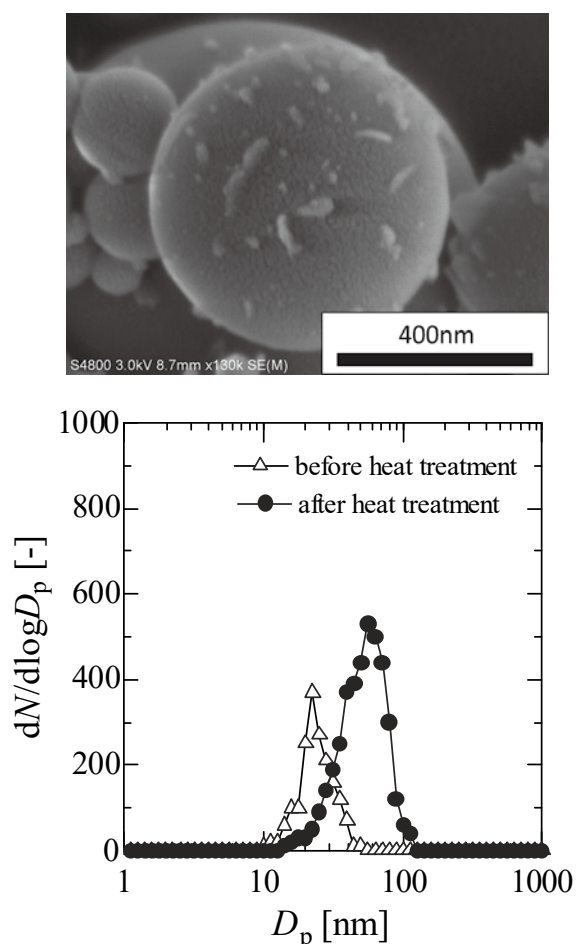 400nm
S4800 3.0kV 8.7mm x130k SE(M)
1000
800
600
400
200
0
dN/dlogDp [-]
before heat treatment
after heat treatment
1 10 100 1000
Dp [nm]